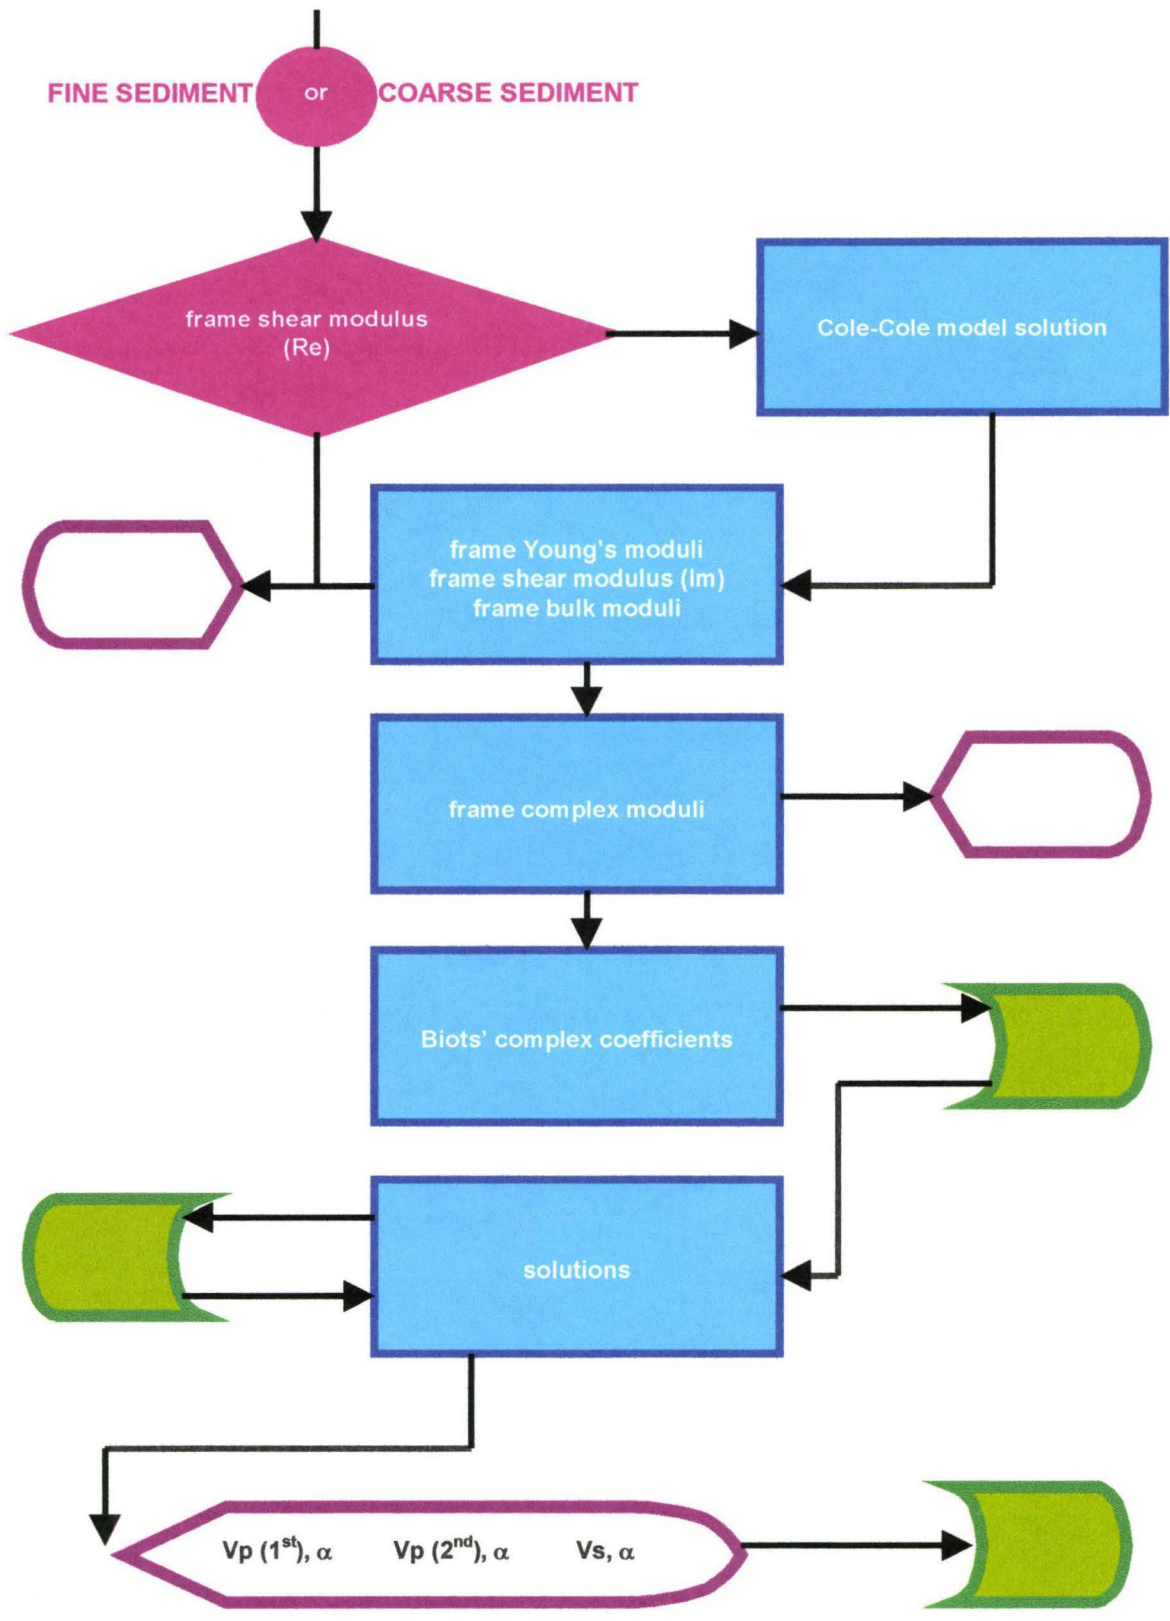 FINE SEDIMENT or COARSE SEDIMENT
frame shear modulus
(Re)
Cole-Cole model solution
frame Young's moduli
frame shear modulus (Im)
frame bulk moduli
frame complex moduli
Biots' complex coefficients
solutions
Vp (1st), α Vp (2nd), α Vs, α